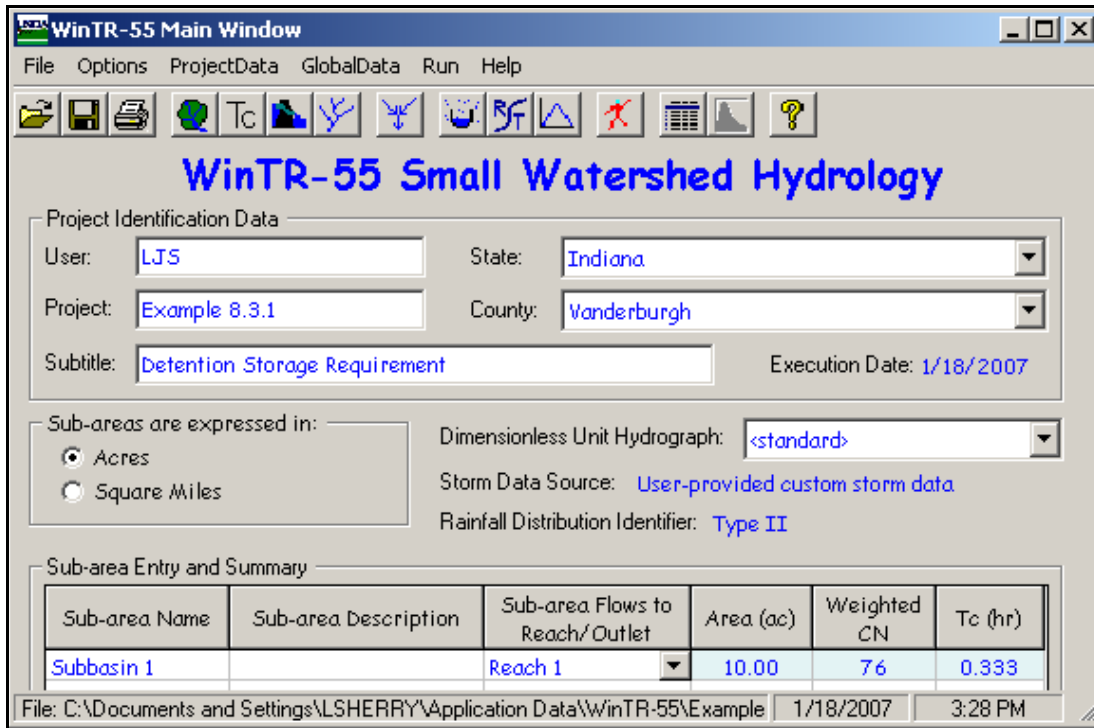 WinTR-55 Main Window
File Options ProjectData GlobalData Run Help
Tc
WinTR-55 Small Watershed Hydrology
Project Identification Data
User: LJS State: Indiana
Project: Example 8.3.1 County: Vanderburgh
Subtitle: Detention Storage Requirement Execution Date: 1/18/2007
Sub-areas are expressed in:
Acres
Square Miles
Dimensionless Unit Hydrograph: <standard>
Storm Data Source: User-provided custom storm data
Rainfall Distribution Identifier: Type II
Sub-area Entry and Summary
Sub-area Name Sub-area Description Sub-area Flows to Reach/Outlet Area (ac) Weighted CN Tc (hr)
Subbasin 1 Reach 1 10.00 76 0.333
File: C:\Documents and Settings\LSHERRY\Application Data\WinTR-55\Example 1/18/2007 3:28 PM